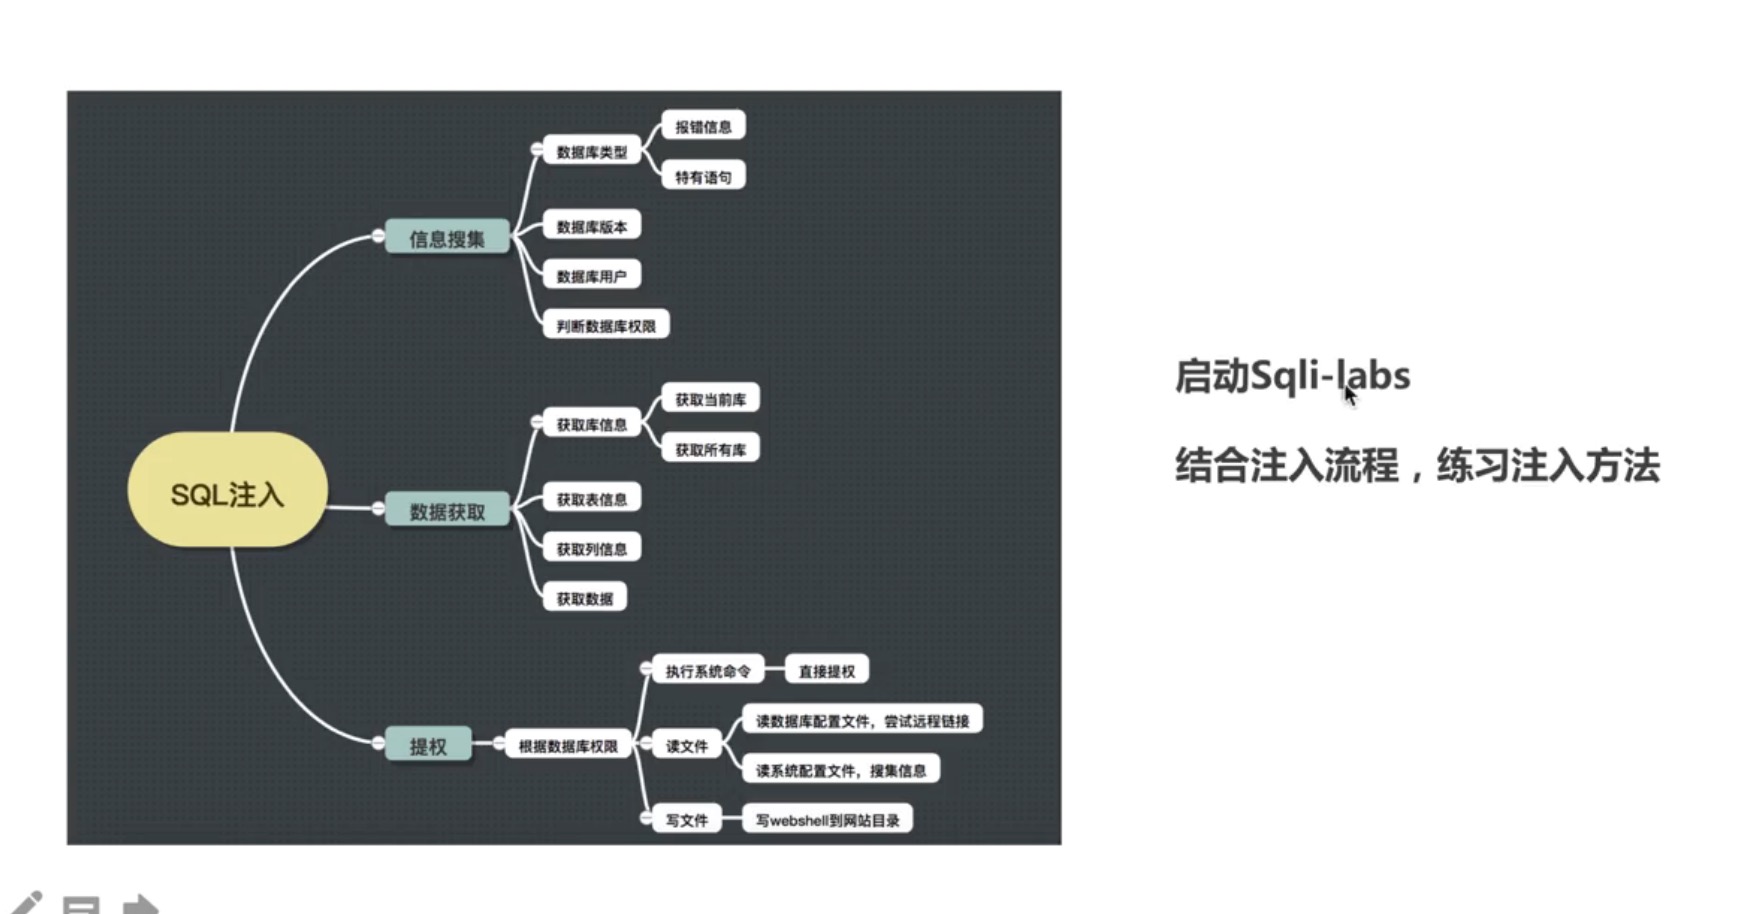 SQL注入
信息搜集
数据库类型
报错信息
特有语句
数据库版本
数据库用户
判断数据库权限
数据获取
获取库信息
获取当前库
获取所有库
获取表信息
获取列信息
获取数据
提权
根据数据库权限
执行系统命令
直接提权
读文件
读数据库配置文件，尝试远程链接
读系统配置文件，搜集信息
写文件
写webshell到网站目录
启动Sqli-labs
结合注入流程，练习注入方法